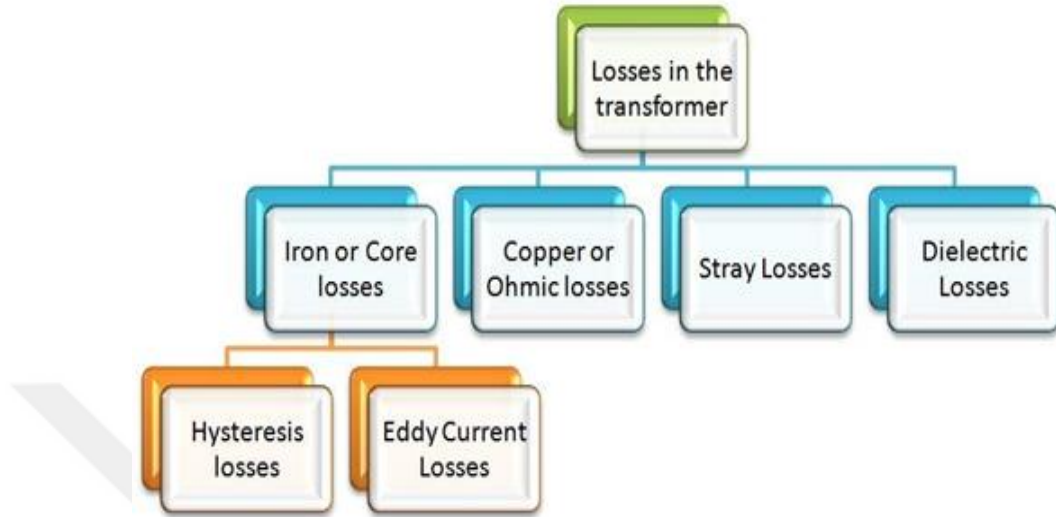 Losses in the
transformer
Iron or Core
losses
Copper or
Ohmic losses
Stray Losses
Dielectric
Losses
Hysteresis
losses
Eddy Current
Losses